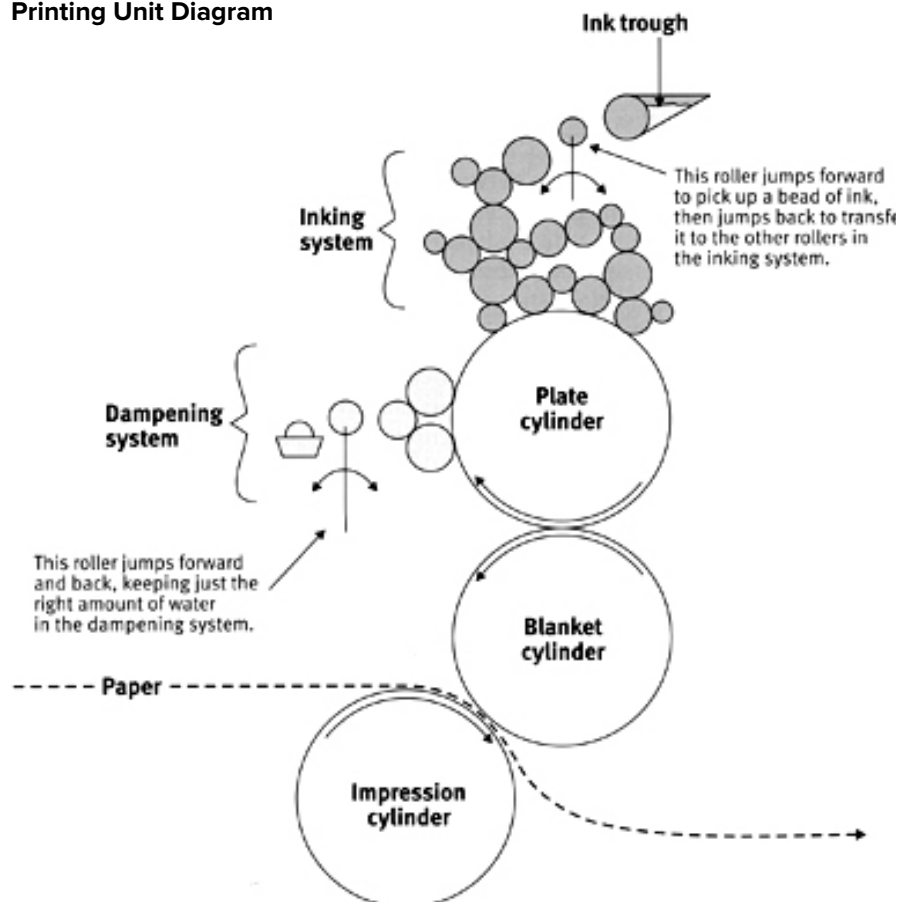 Printing Unit Diagram
Ink trough
This roller jumps forward
to pick up a bead of ink,
then jumps back to transfe
it to the other rollers in
the inking system.
Inking
system
Plate
cylinder
Dampening
system
This roller jumps forward
and back, keeping just the
right amount of water
in the dampening system.
Blanket
cylinder
Paper
Impression
cylinder